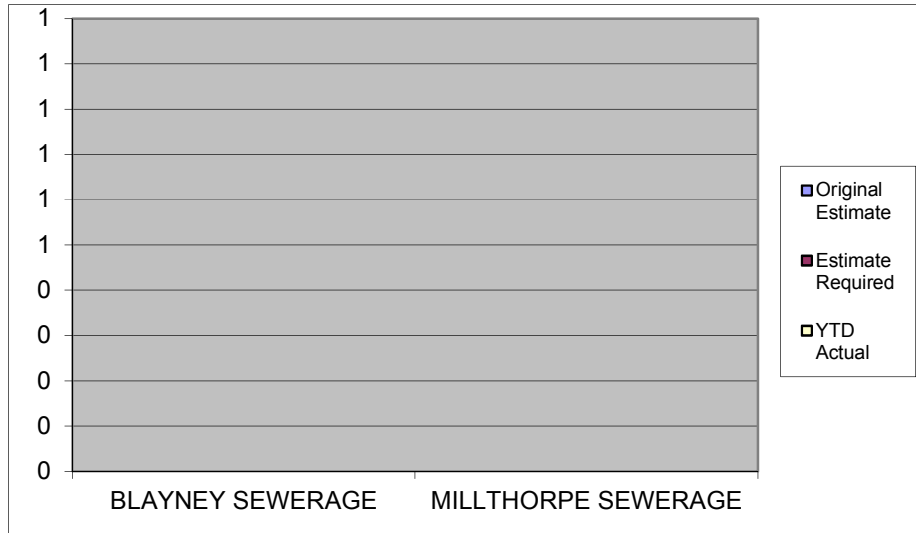 1
1
1
1
1
1
0
0
0
0
0
BLAYNEY SEWERAGE
MILLTHORPE SEWERAGE
Original
Estimate
Estimate
Required
YTD
Actual